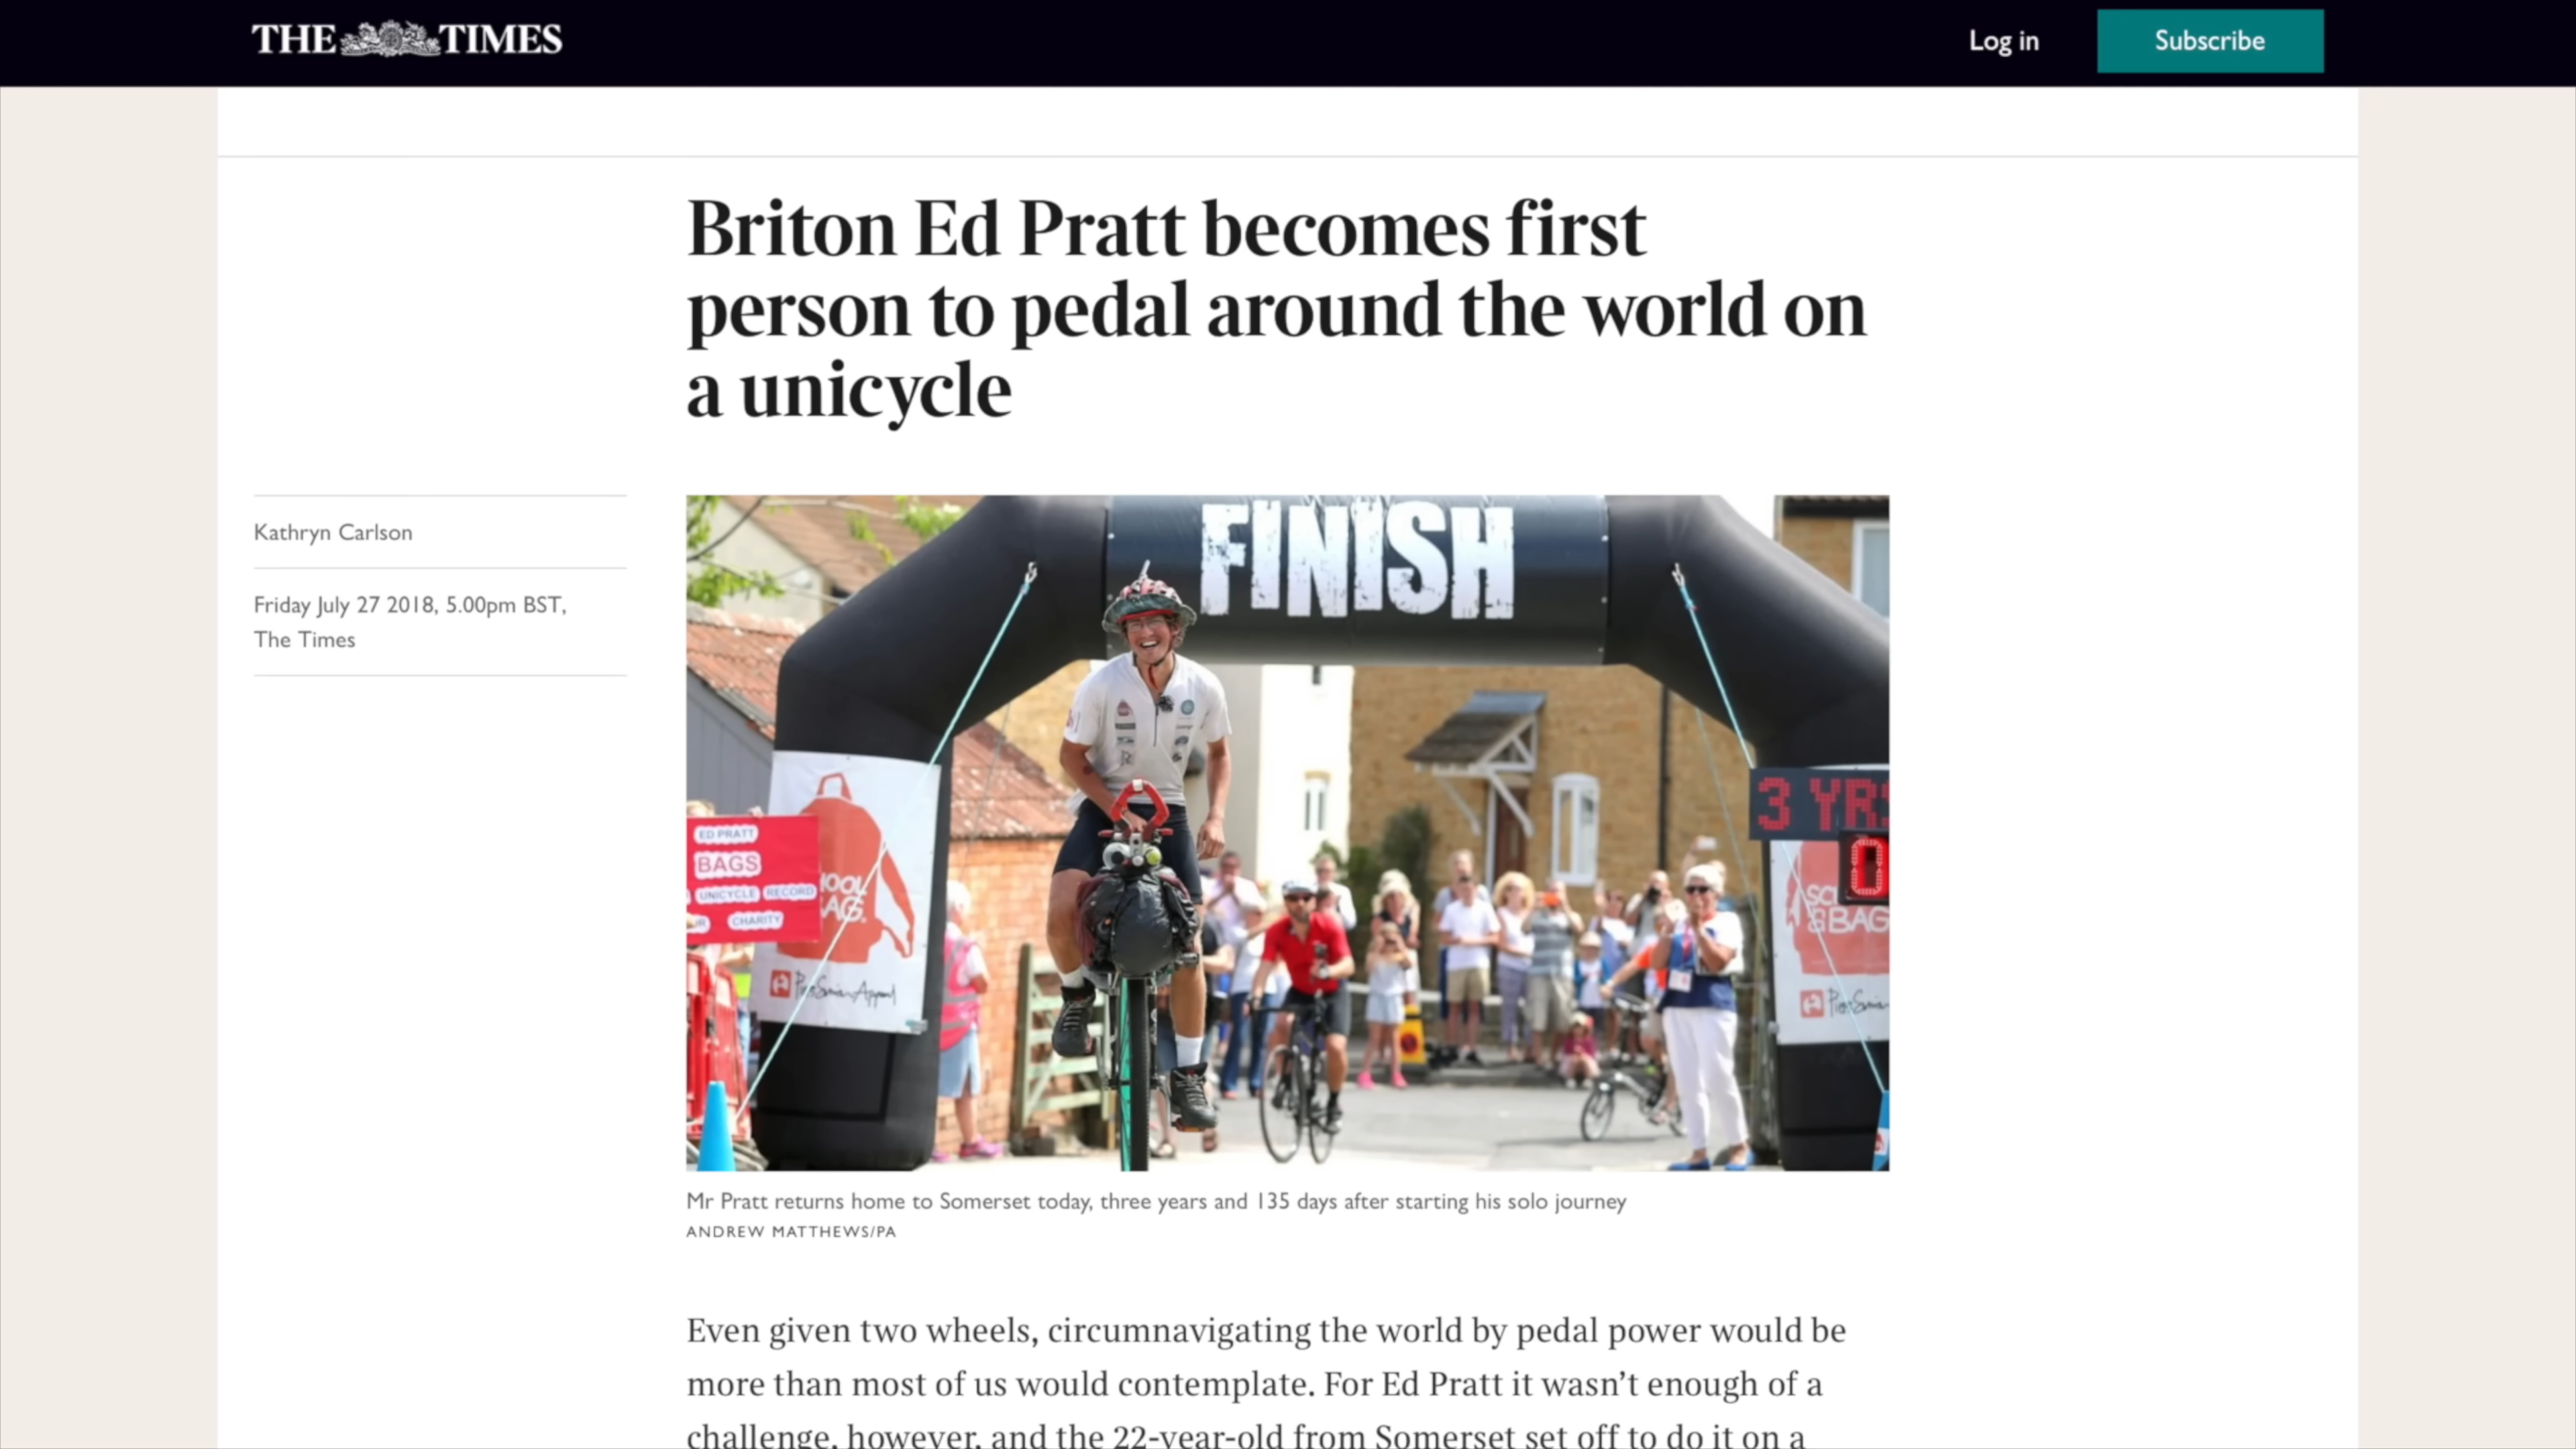 THE TIMES
Log in
Subscribe
Briton Ed Pratt becomes first
person to pedal around the world on
a unicycle
Kathryn Carlson
Friday July 27 2018, 5.00pm BST,
The Times
FINISH
3 YRS
0
ED PRATT
BAGS
UNICYCLE RECORD
CHARITY
BAG
Mr Pratt returns home to Somerset today, three years and 135 days after starting his solo journey
ANDREW MATTHEWS/PA
Even given two wheels, circumnavigating the world by pedal power would be
more than most of us would contemplate. For Ed Pratt it wasn’t enough of a
challenge, however, and the 22-year-old from Somerset set off to do it on a